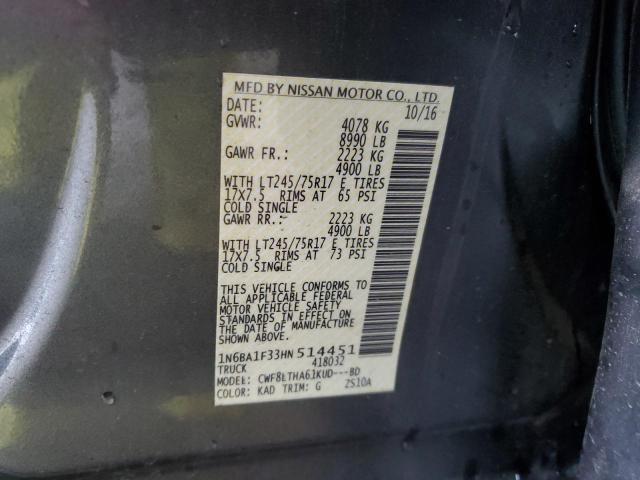 MFD BY NISSAN MOTOR CO., LTD.
DATE: 10/16
GVWR: 4078 KG
8990 LB
GAWR FR.: 2223 KG
4900 LB
WITH LT245/75R17 E TIRES
17X7.5 RIMS AT 65 PSI
COLD SINGLE
GAWR RR.: 2223 KG
4900 LB
WITH LT245/75R17 E TIRES
17X7.5 RIMS AT 73 PSI
COLD SINGLE
THIS VEHICLE CONFORMS TO
ALL APPLICABLE FEDERAL
MOTOR VEHICLE SAFETY
STANDARDS IN EFFECT ON
THE DATE OF MANUFACTURE
SHOWN ABOVE.
1N6BA1F33HN514451
TRUCK 418032
MODEL: CWF8LTHA61KUD---BD
COLOR: KAD TRIM: G ZS10A